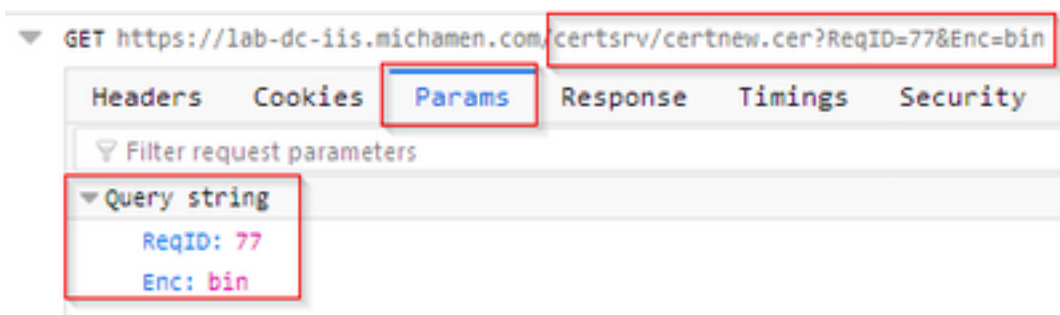 GET https://lab-dc-iis.michamen.com/certsrv/certnew.cer?ReqID=77&Enc=bin
Headers Cookies Params Response Timings Security
Filter request parameters
Query string
ReqID: 77
Enc: bin